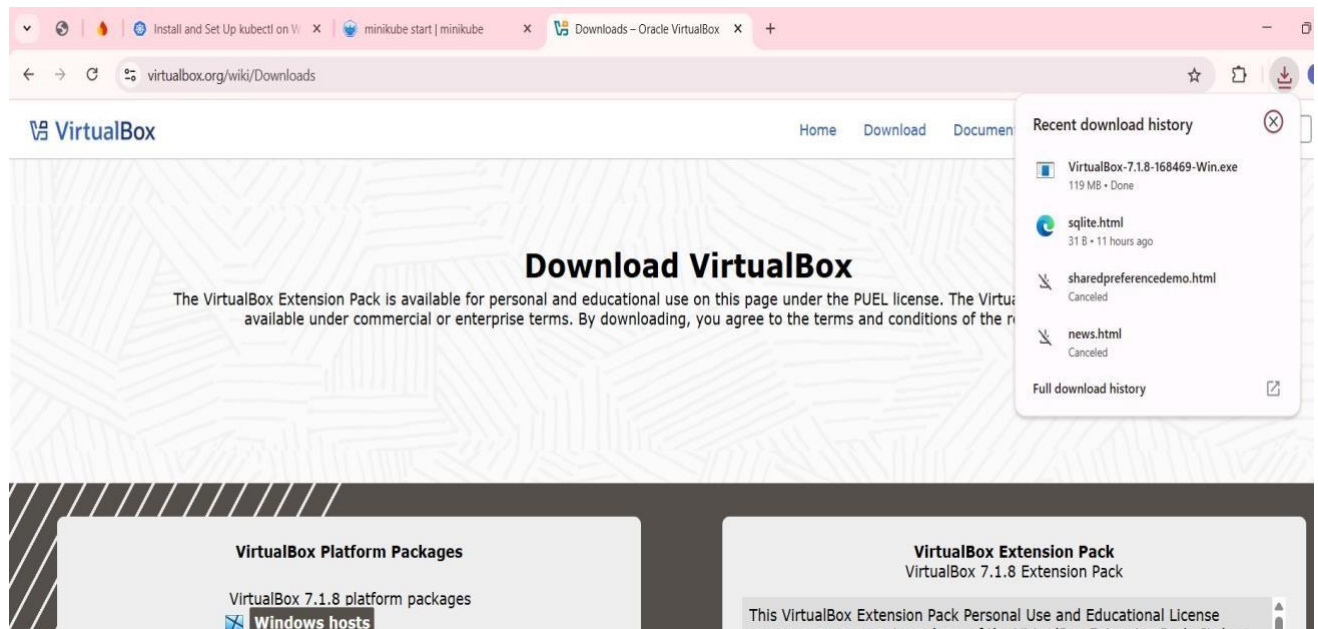 Install and Set Up kubectl on W
minikube start | minikube
Downloads – Oracle VirtualBox
virtualbox.org/wiki/Downloads
VirtualBox
Home Download Documen
Recent download history
VirtualBox-7.1.8-168469-Win.exe
119 MB • Done
sqlite.html
31 B • 11 hours ago
sharedpreferencedemo.html
Canceled
news.html
Canceled
Full download history
Download VirtualBox
The VirtualBox Extension Pack is available for personal and educational use on this page under the PUEL license. The Virtua
available under commercial or enterprise terms. By downloading, you agree to the terms and conditions of the r
VirtualBox Platform Packages
VirtualBox 7.1.8 platform packages
Windows hosts
VirtualBox Extension Pack
VirtualBox 7.1.8 Extension Pack
This VirtualBox Extension Pack Personal Use and Educational License